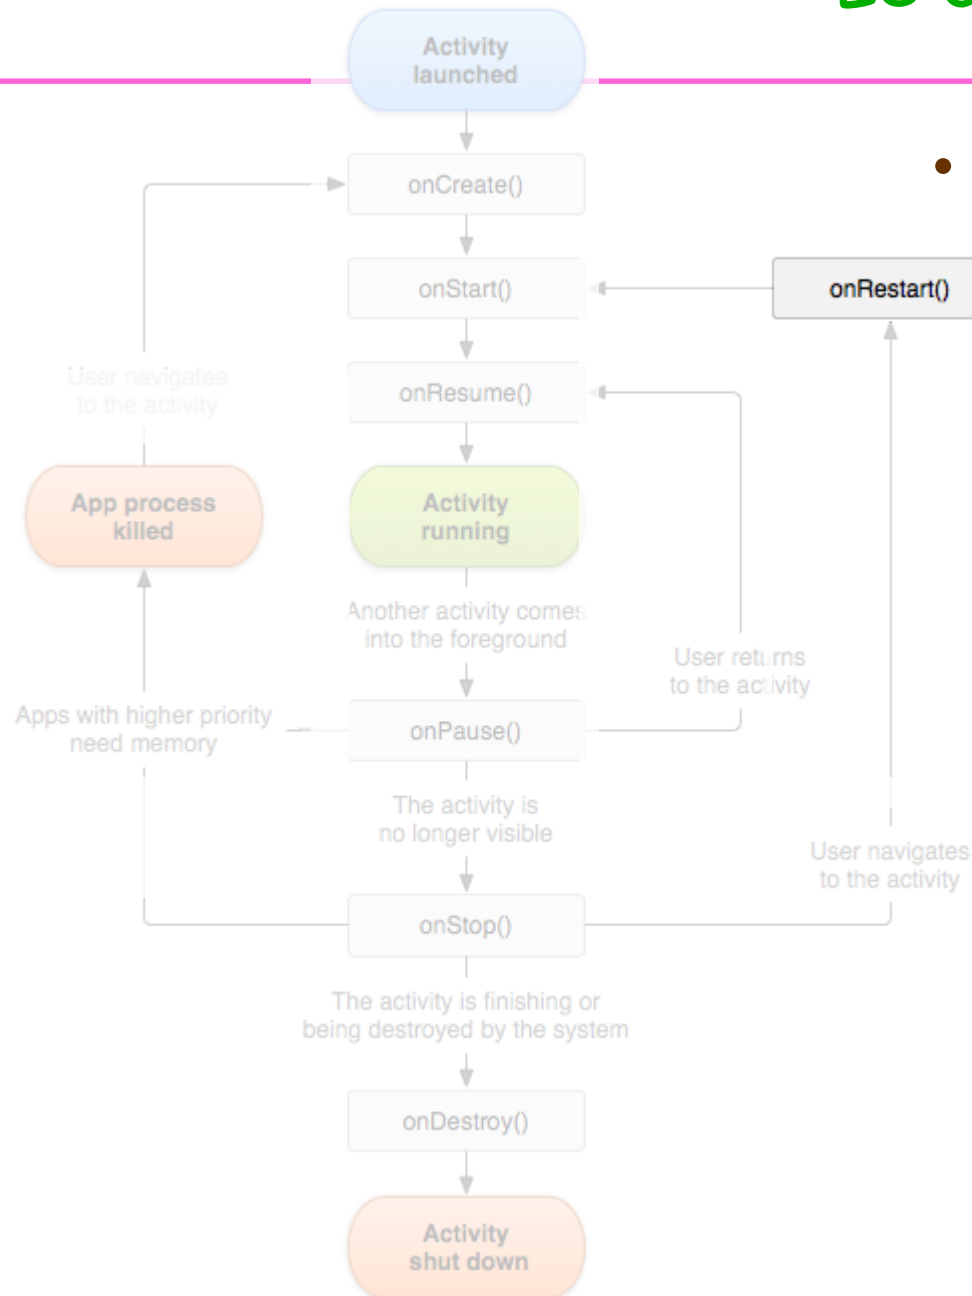 Activity
launched
onCreate()
onStart()
onRestart()
onResume()
User navigates
to the activity
App process
killed
Activity
running
Another activity comes
into the foreground
User returns
to the activity
Apps with higher priority
need memory
onPause()
The activity is
no longer visible
User navigates
to the activity
onStop()
The activity is finishing or
being destroyed by the system
onDestroy()
Activity
shut down